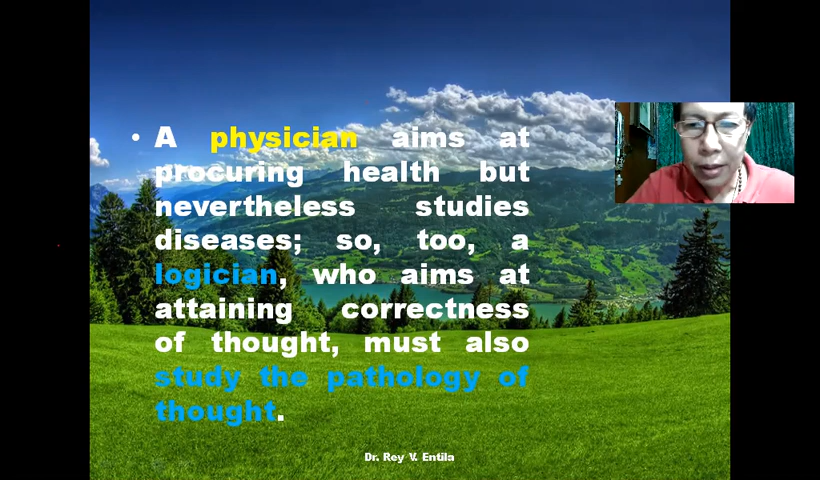 • A physician aims at
procuring health but
nevertheless studies
diseases; so, too, a
logician, who aims at
attaining correctness
of thought, must also
study the pathology of
thought.
Dr. Rey V. Entila